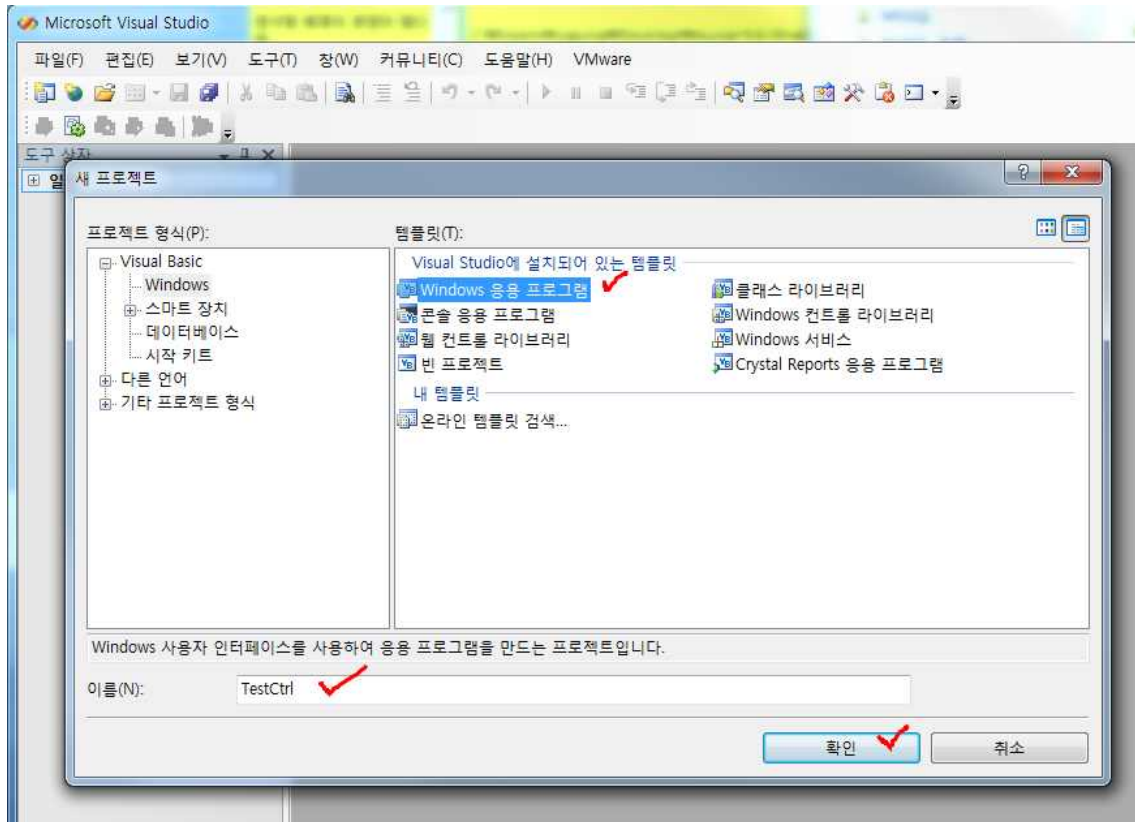 Microsoft Visual Studio
파일(F) 편집(E) 보기(V) 도구(T) 창(W) 커뮤니티(C) 도움말(H) VMware
도구 상자
일
새 프로젝트
프로젝트 형식(P):
템플릿(T):
Visual Basic
Windows
스마트 장치
데이터베이스
시작 키트
다른 언어
기타 프로젝트 형식
Visual Studio에 설치되어 있는 템플릿
Windows 응용 프로그램
클래스 라이브러리
콘솔 응용 프로그램
Windows 컨트롤 라이브러리
웹 컨트롤 라이브러리
Windows 서비스
빈 프로젝트
Crystal Reports 응용 프로그램
내 템플릿
온라인 템플릿 검색...
Windows 사용자 인터페이스를 사용하여 응용 프로그램을 만드는 프로젝트입니다.
이름(N): TestCtrl
확인 취소